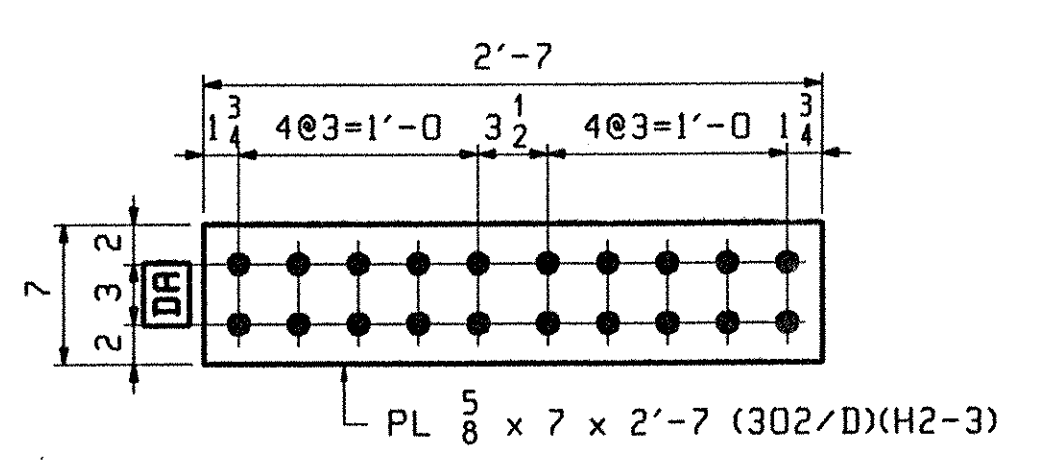 2'-7
1 3/4 4@3=1'-0 3 1/2 4@3=1'-0 1 3/4
7
2
3
2
DA
PL 5/8 x 7 x 2'-7 (302/D)(H2-3)